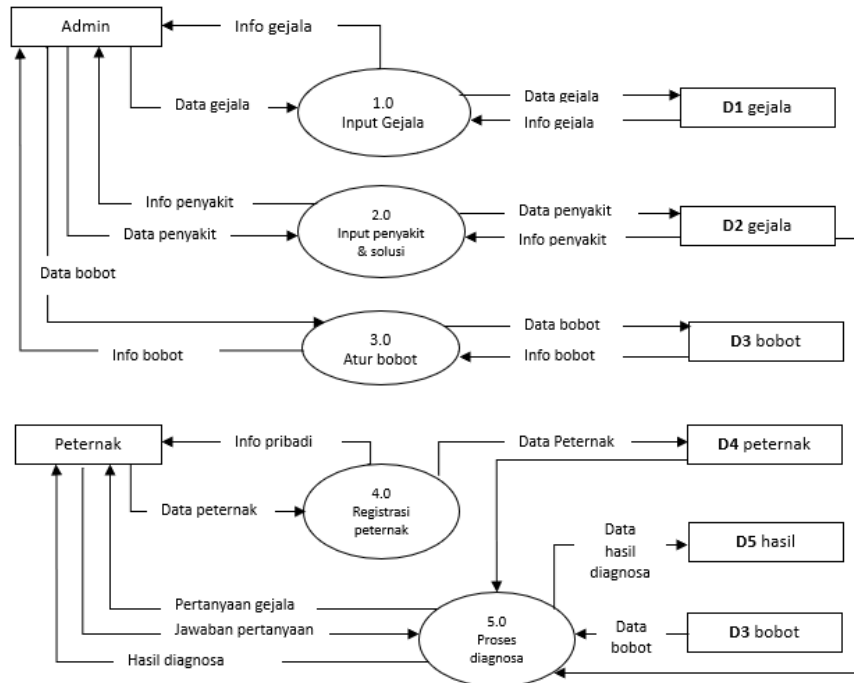 Admin
Info gejala
Data gejala
1.0
Input Gejala
Data gejala
Info gejala
D1 gejala
Info penyakit
Data penyakit
2.0
Input penyakit
& solusi
Data penyakit
Info penyakit
D2 gejala
Data bobot
Info bobot
3.0
Atur bobot
Data bobot
Info bobot
D3 bobot
Peternak
Info pribadi
Data peternak
4.0
Registrasi
peternak
Data Peternak
D4 peternak
Data
hasil
diagnosa
D5 hasil
Pertanyaan gejala
Jawaban pertanyaan
Hasil diagnosa
5.0
Proses
diagnosa
Data
bobot
D3 bobot